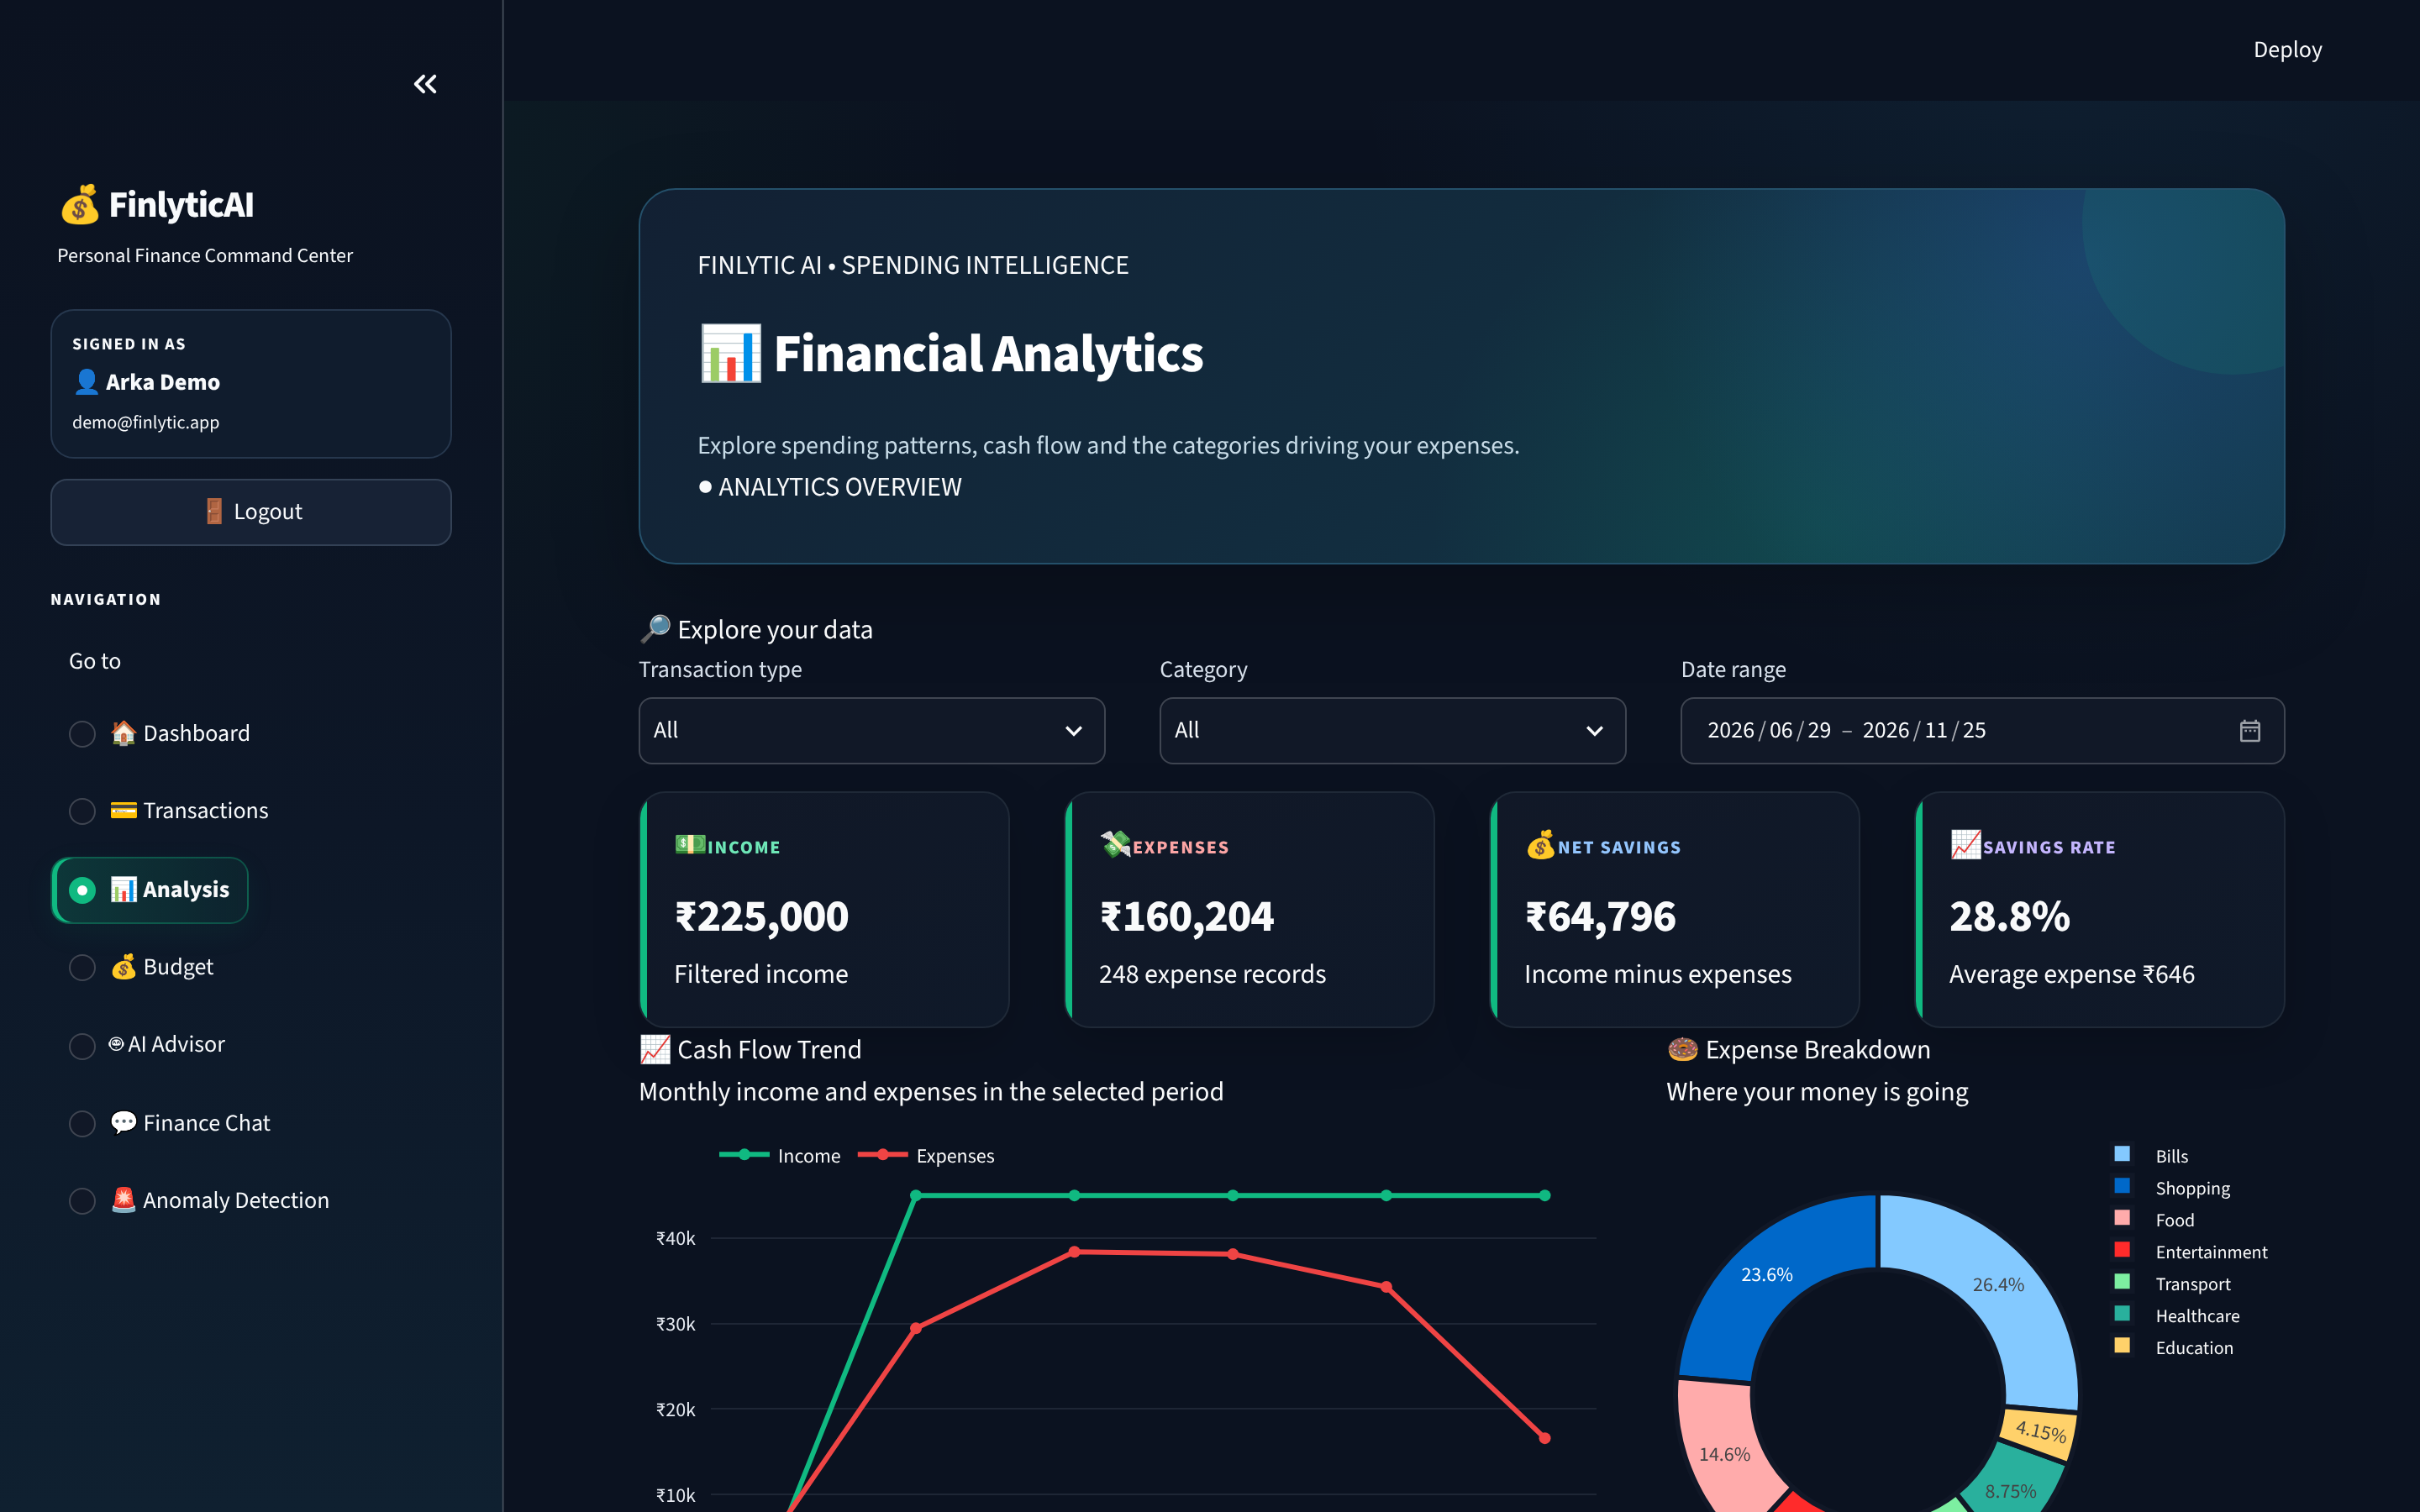 Deploy
💰 FinlyticAI
Personal Finance Command Center
SIGNED IN AS
👤 Arka Demo
demo@finlytic.app
🚪 Logout
NAVIGATION
Go to
🏠 Dashboard
💳 Transactions
📊 Analysis
💰 Budget
AI Advisor
💬 Finance Chat
🚨 Anomaly Detection
FINLYTIC AI • SPENDING INTELLIGENCE
📊 Financial Analytics
Explore spending patterns, cash flow and the categories driving your expenses.
● ANALYTICS OVERVIEW
🔎 Explore your data
Transaction type
All
Category
All
Date range
2026/06/29 – 2026/11/25
💵INCOME
₹225,000
Filtered income
💸EXPENSES
₹160,204
248 expense records
💰NET SAVINGS
₹64,796
Income minus expenses
📈SAVINGS RATE
28.8%
Average expense ₹646
📈 Cash Flow Trend
Monthly income and expenses in the selected period
Income
Expenses
₹40k
₹30k
₹20k
₹10k
🍩 Expense Breakdown
Where your money is going
23.6%
26.4%
14.6%
4.15%
8.75%
Bills
Shopping
Food
Entertainment
Transport
Healthcare
Education